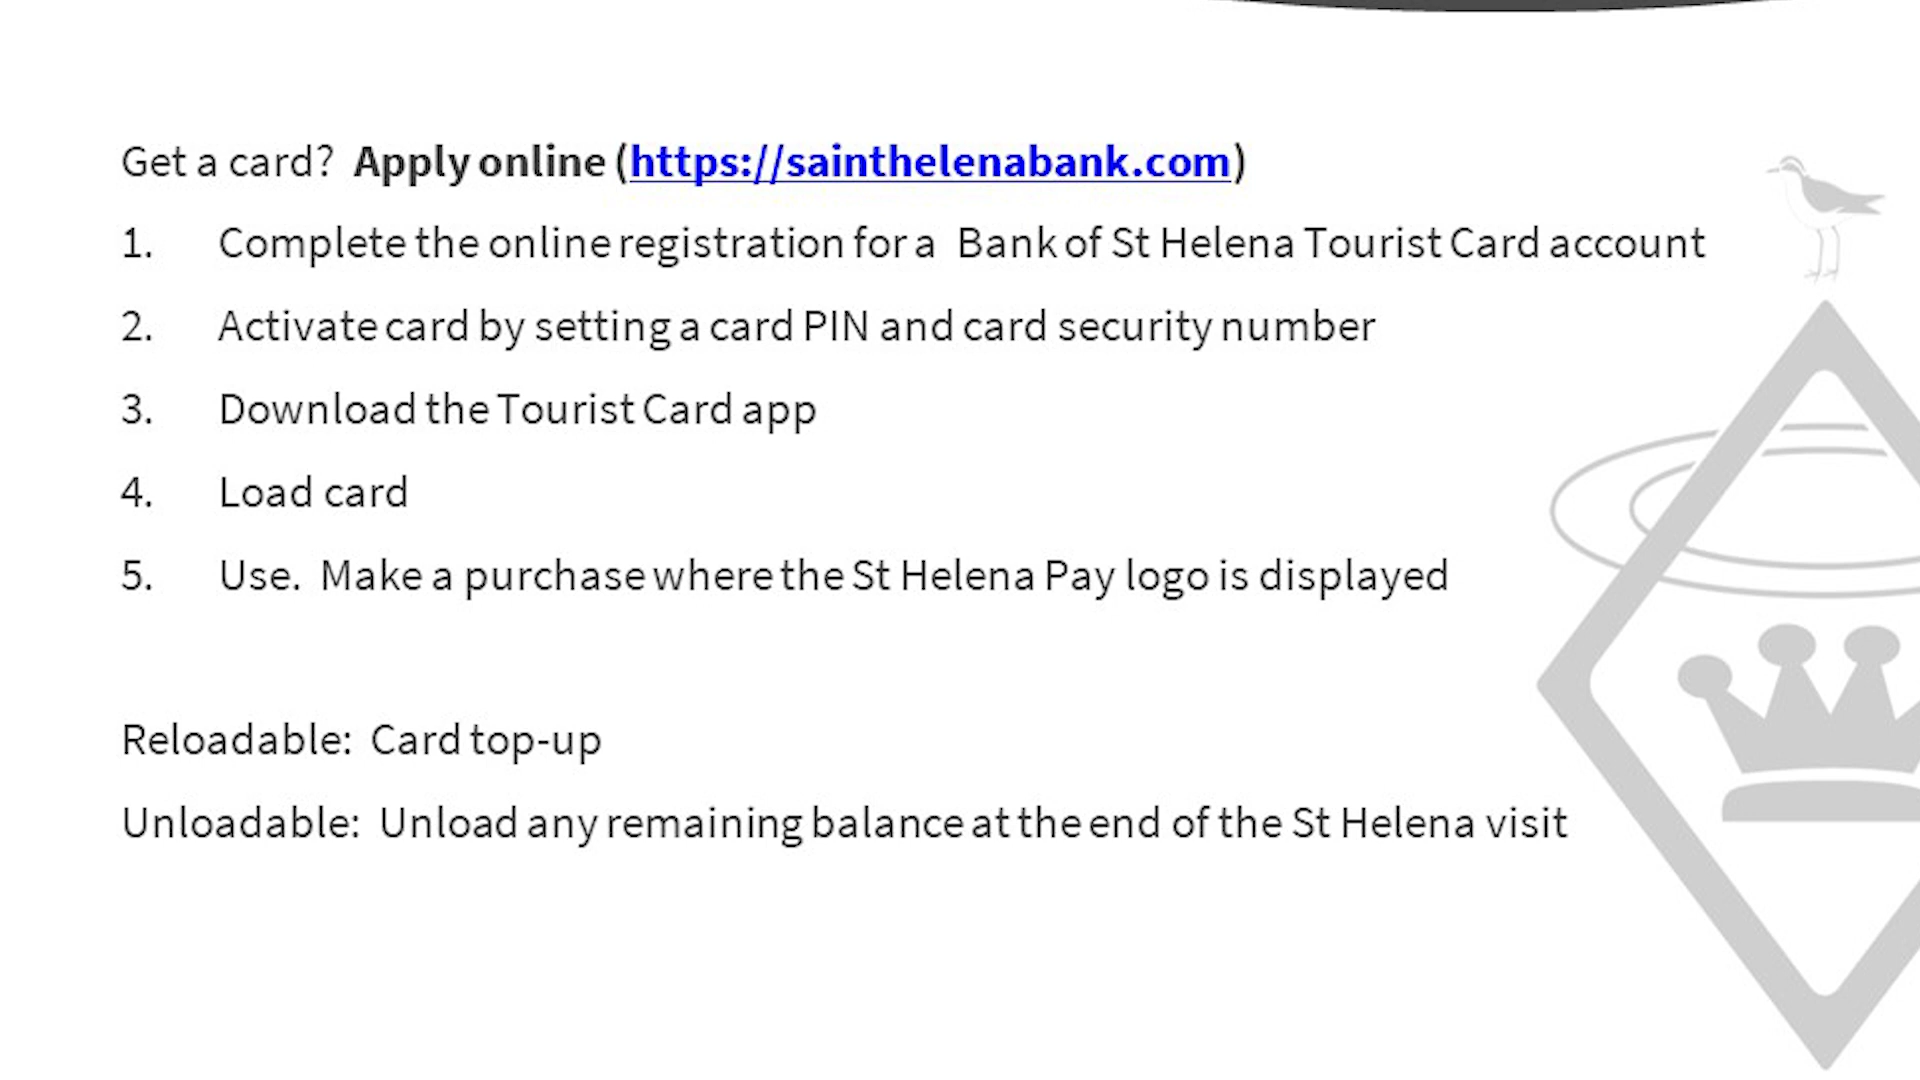 Get a card? Apply online (https://sainthelenabank.com)
1. Complete the online registration for a Bank of St Helena Tourist Card account
2. Activate card by setting a card PIN and card security number
3. Download the Tourist Card app
4. Load card
5. Use. Make a purchase where the St Helena Pay logo is displayed
Reloadable: Card top-up
Unloadable: Unload any remaining balance at the end of the St Helena visit